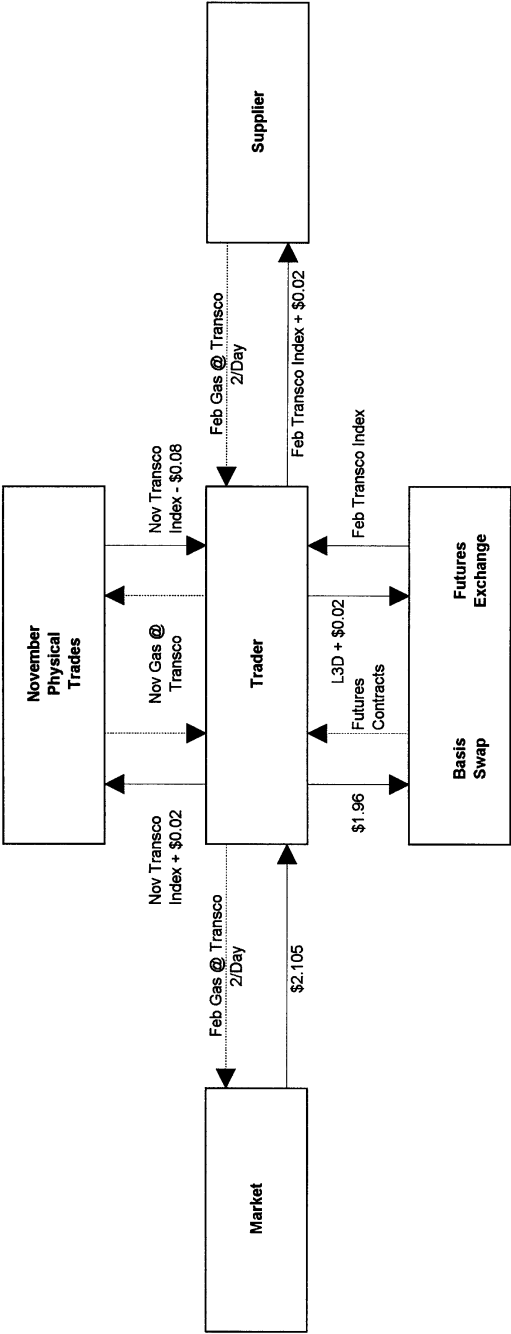 November
Physical
Trades
Nov Transco
Index + $0.02
Nov Gas @
Transco
Nov Transco
Index - $0.08
Market
Feb Gas @ Transco
2/Day
$2.105
Trader
Feb Gas @ Transco
2/Day
Feb Transco Index + $0.02
Supplier
$1.96
Futures
Contracts
L3D + $0.02
Feb Transco Index
Basis
Swap
Futures
Exchange